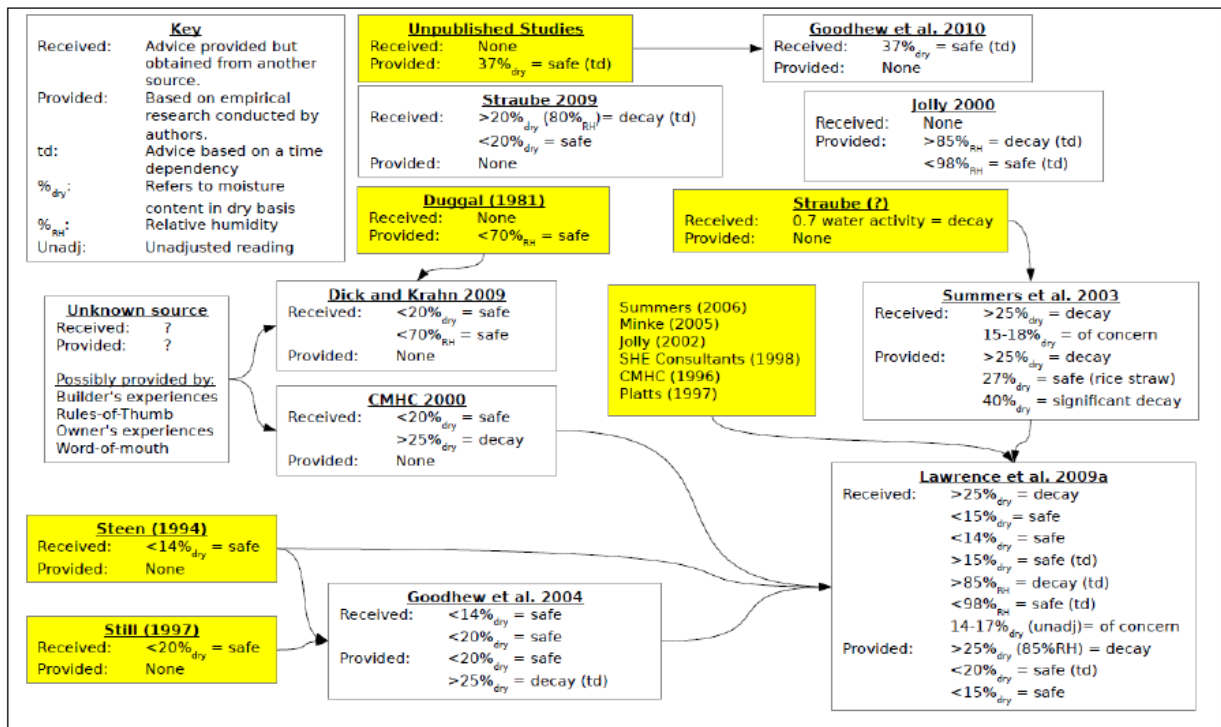 Key
Received: Advice provided but
obtained from another
source.
Provided: Based on empirical
research conducted by
authors.
td: Advice based on a time
dependency
%dry: Refers to moisture
content in dry basis
%RH: Relative humidity
Unadj: Unadjusted reading
Unpublished Studies
Received: None
Provided: 37%dry = safe (td)
Goodhew et al. 2010
Received: 37%dry = safe (td)
Provided: None
Straube 2009
Received: >20%dry (80%RH)= decay (td)
<20%dry = safe
Provided: None
Jolly 2000
Received: None
Provided: >85%RH = decay (td)
<98%RH = safe (td)
Duggal (1981)
Received: None
Provided: <70%RH = safe
Straube (?)
Received: 0.7 water activity = decay
Provided: None
Unknown source
Received: ?
Provided: ?
Possibly provided by:
Builder's experiences
Rules-of-Thumb
Owner's experiences
Word-of-mouth
Dick and Krahn 2009
Received: <20%dry = safe
<70%RH = safe
Provided: None
Summers (2006)
Minke (2005)
Jolly (2002)
SHE Consultants (1998)
CMHC (1996)
Platts (1997)
Summers et al. 2003
Received: >25%dry = decay
15-18%dry = of concern
Provided: >25%dry = decay
27%dry = safe (rice straw)
40%dry = significant decay
CMHC 2000
Received: <20%dry = safe
>25%dry = decay
Provided: None
Lawrence et al. 2009a
Received: >25%dry = decay
<15%dry = safe
<14%dry = safe
>15%dry = safe (td)
>85%RH = decay (td)
<98%RH = safe (td)
14-17%dry (unadj)= of concern
Provided: >25%dry (85%RH) = decay
<20%dry = safe (td)
<15%dry = safe
Steen (1994)
Received: <14%dry = safe
Provided: None
Goodhew et al. 2004
Received: <14%dry = safe
<20%dry = safe
Provided: <20%dry = safe
>25%dry = decay (td)
Still (1997)
Received: <20%dry = safe
Provided: None